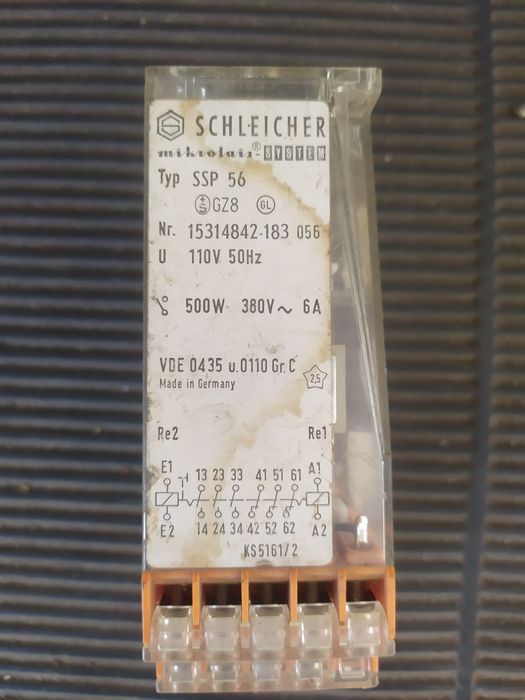 S SCHLEICHER
mikrolais-® SYSTEM
Typ SSP 56
±S GZ8 GL
Nr. 15314842-183 056
U 110V 50Hz
500W 380V ~ 6A
VDE 0435 u.0110 Gr.C
Made in Germany 2,5
Re2 Re1
E1 13 23 33 41 51 61 A1
E2 14 24 34 42 52 62 A2
KS5161/2